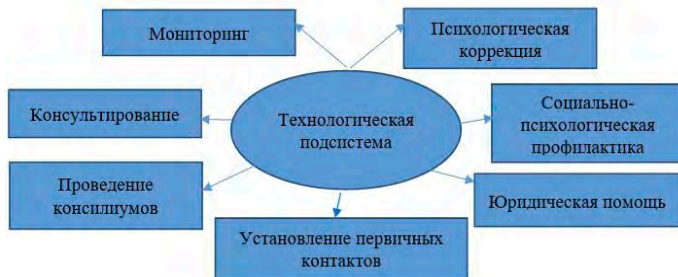 Мониторинг
Психологическая
коррекция
Консультирование
Технологическая
подсистема
Социально-
психологическая
профилактика
Проведение
консилиумов
Юридическая помощь
Установление первичных
контактов